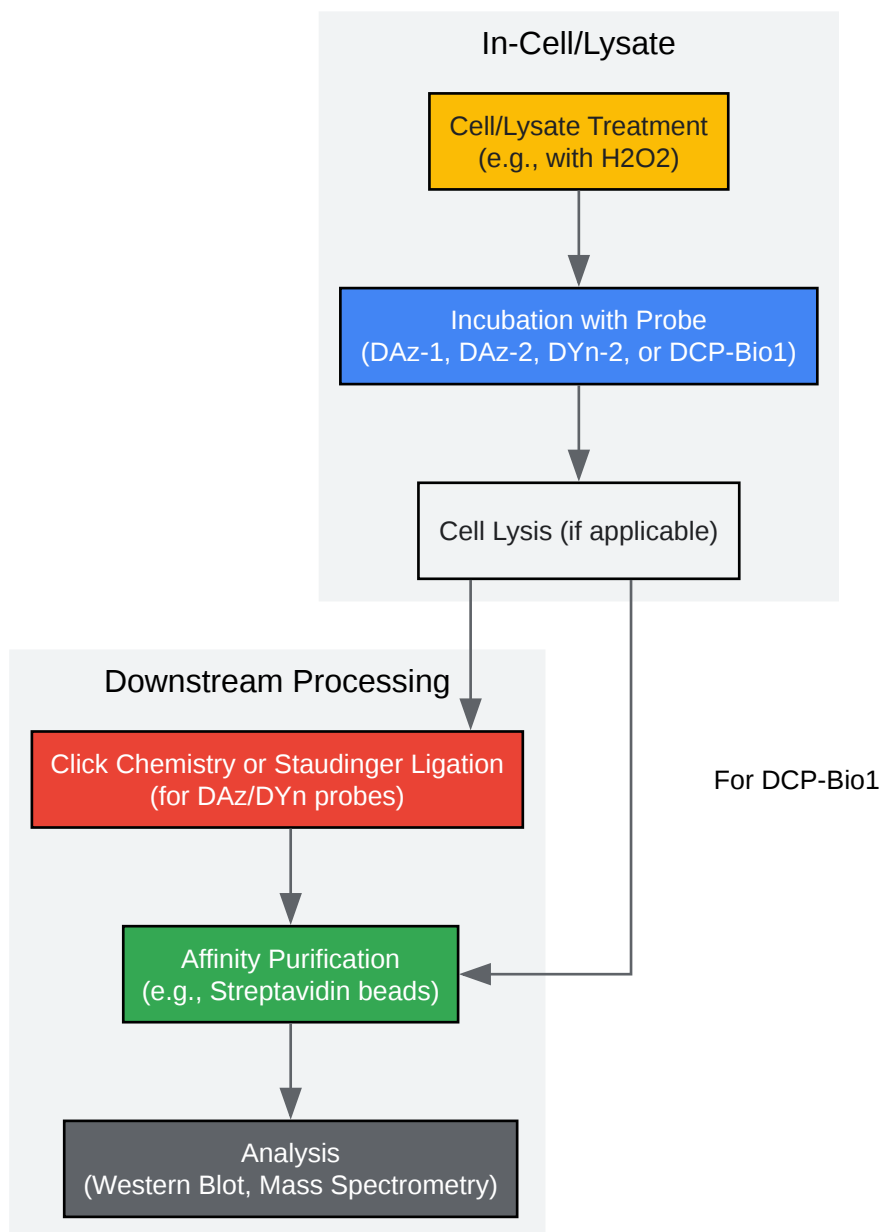 In-Cell/Lysate
Cell/Lysate Treatment
(e.g., with H2O2)
Incubation with Probe
(DAz-1, DAz-2, DYn-2, or DCP-Bio1)
Cell Lysis (if applicable)
Downstream Processing
Click Chemistry or Staudinger Ligation
(for DAz/DYn probes)
For DCP-Bio1
Affinity Purification
(e.g., Streptavidin beads)
Analysis
(Western Blot, Mass Spectrometry)